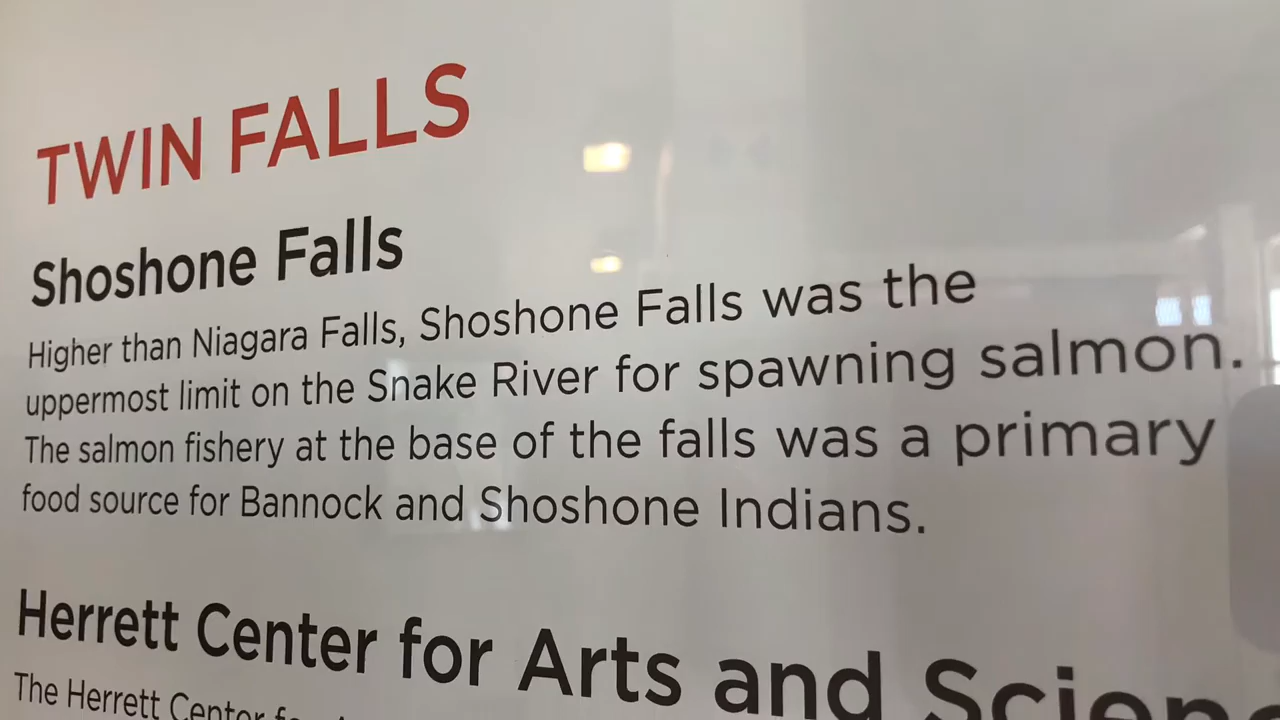 TWIN FALLS
Shoshone Falls
Higher than Niagara Falls, Shoshone Falls was the
uppermost limit on the Snake River for spawning salmon.
The salmon fishery at the base of the falls was a primary
food source for Bannock and Shoshone Indians.
Herrett Center for Arts and
The Herrett Center